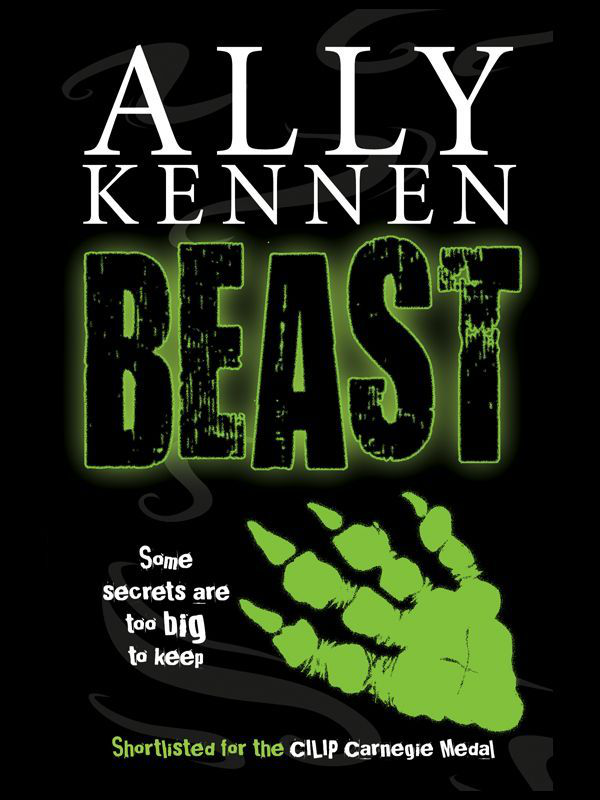 ALLY
KENNEN
BEAST
Some
secrets are
too big
to keep
Shortlisted for the CILIP Carnegie Medal